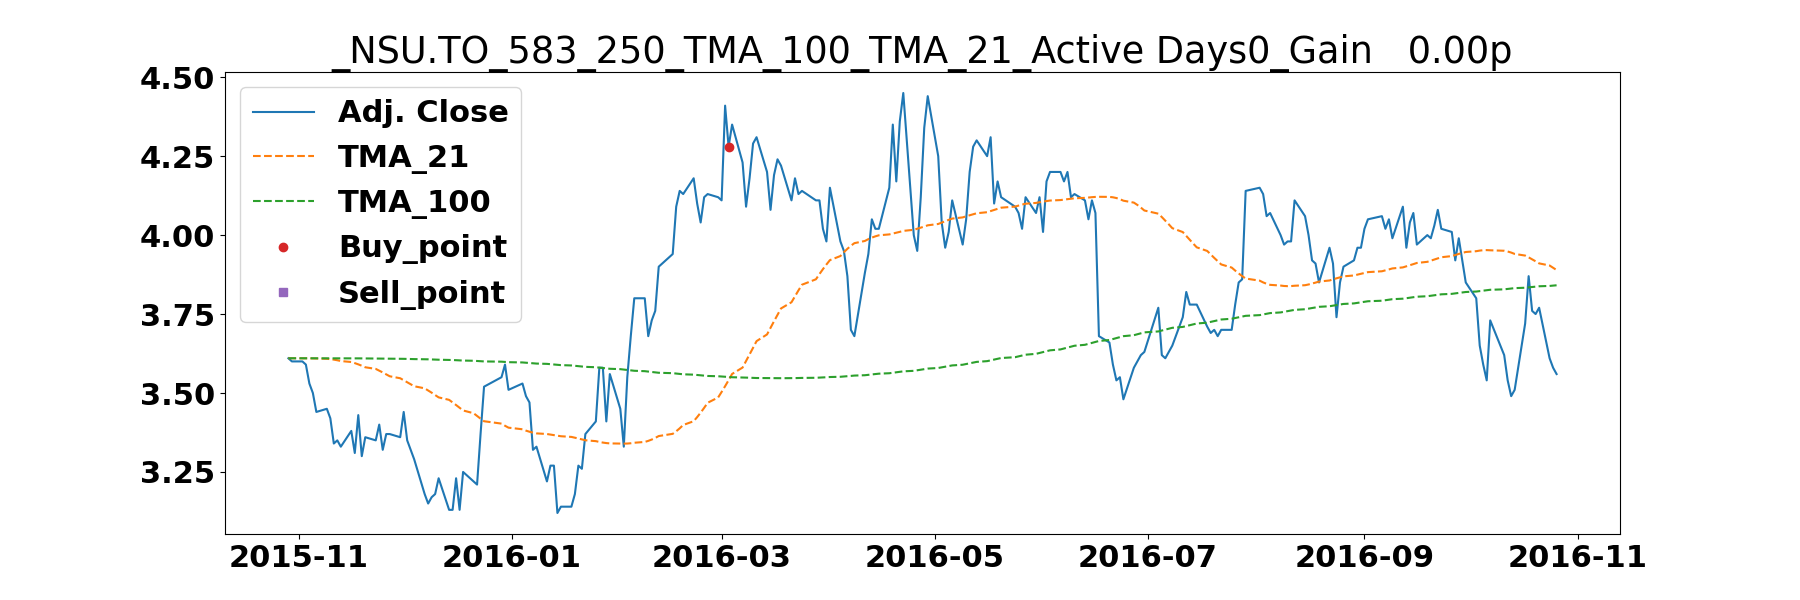 _NSU.TO_583_250_TMA_100_TMA_21_Active Days0_Gain   0.00p
4.50
4.25
4.00
3.75
3.50
3.25
Adj. Close
TMA_21
TMA_100
Buy_point
Sell_point
2015-11 2016-01 2016-03 2016-05 2016-07 2016-09 2016-11